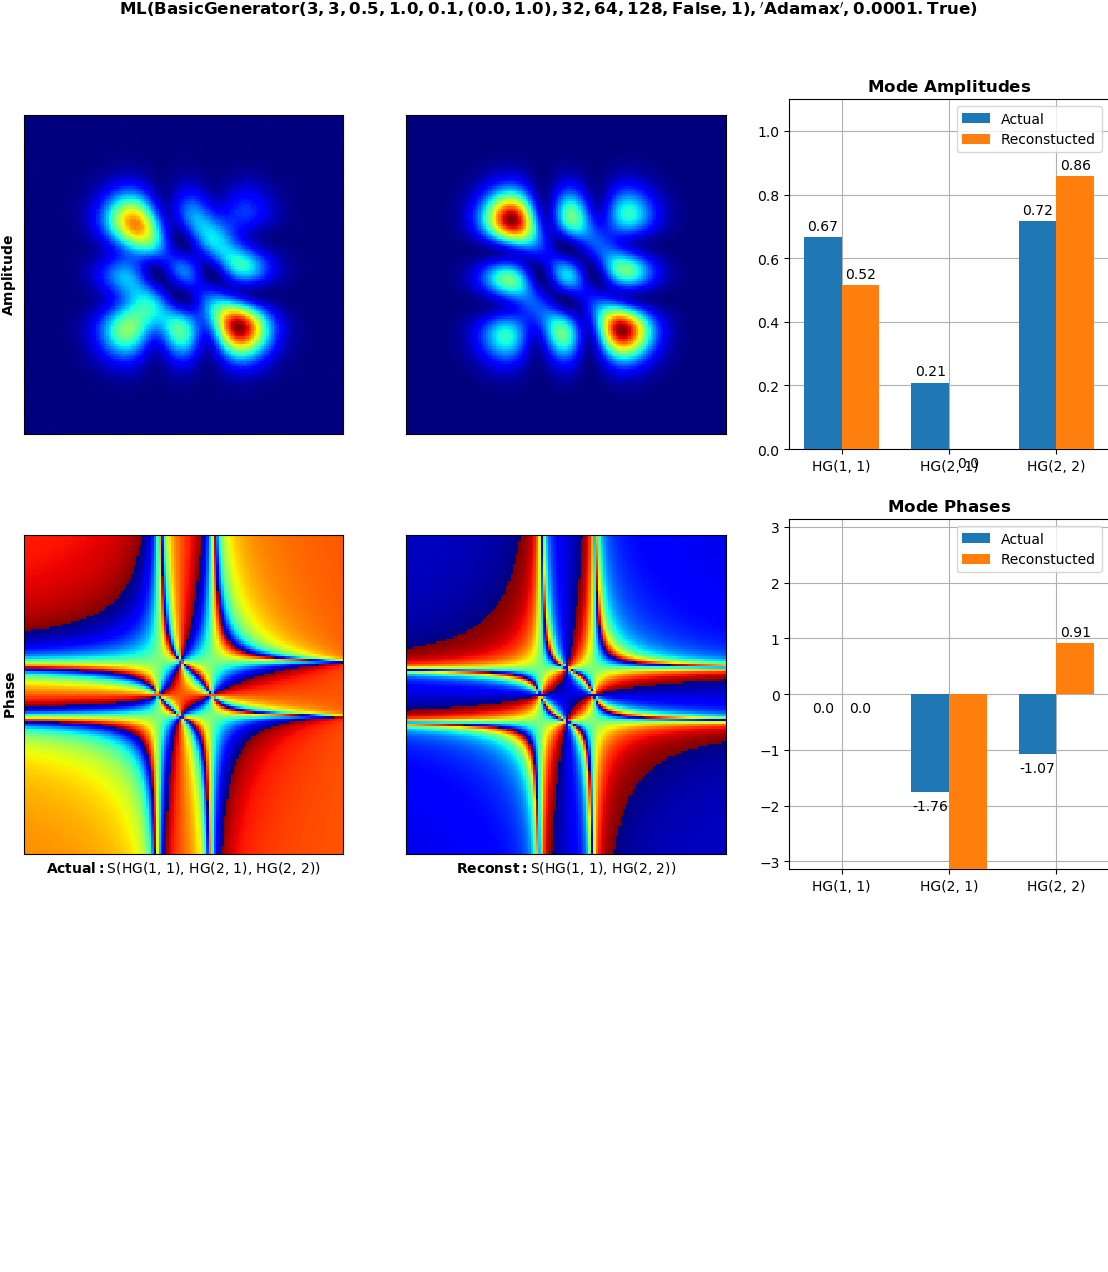 ML(BasicGenerator(3, 3, 0.5, 1.0, 0.1, (0.0, 1.0), 32, 64, 128, False, 1), ′Adamax′, 0.0001. True)
Amplitude
Mode Amplitudes
Actual
Reconstucted
1.0
0.8
0.6
0.4
0.2
0.0
0.67
0.52
0.21
0.0
0.72
0.86
HG(1, 1)
HG(2, 1)
HG(2, 2)
Phase
Actual: S(HG(1, 1), HG(2, 1), HG(2, 2))
Reconst: S(HG(1, 1), HG(2, 2))
Mode Phases
Actual
Reconstucted
3
2
1
0
−1
−2
−3
0.0
0.0
-1.76
-1.07
0.91
HG(1, 1)
HG(2, 1)
HG(2, 2)